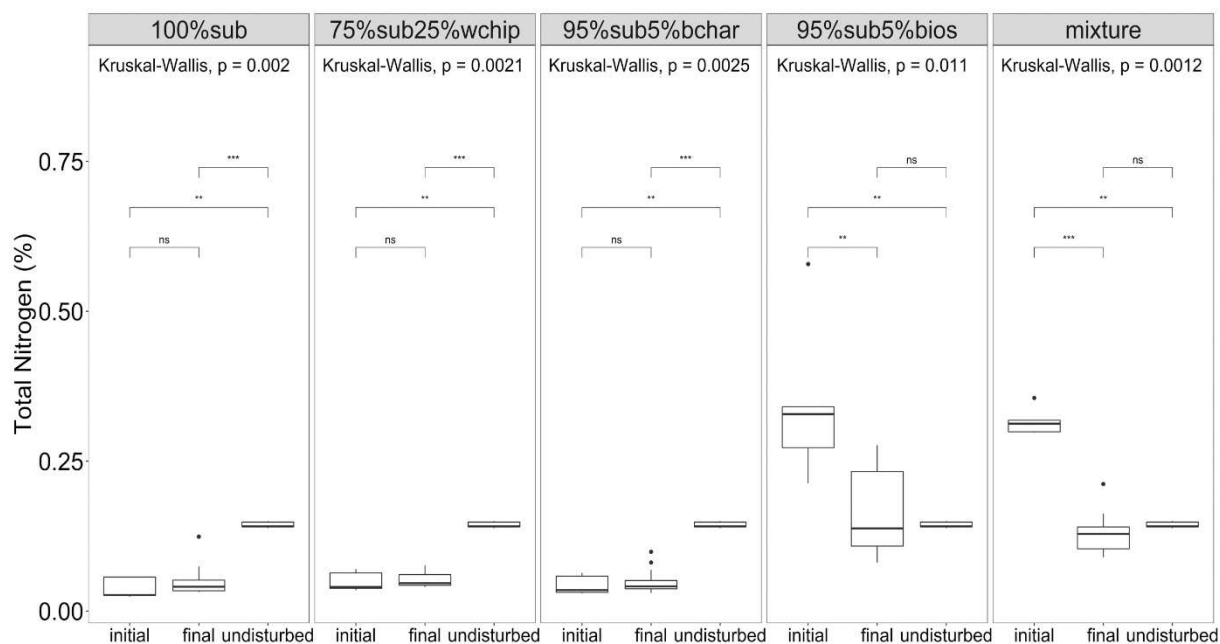 100%sub
75%sub25%wchip
95%sub5%bchar
95%sub5%bios
mixture
Kruskal-Wallis, p = 0.002
Kruskal-Wallis, p = 0.0021
Kruskal-Wallis, p = 0.0025
Kruskal-Wallis, p = 0.011
Kruskal-Wallis, p = 0.0012
Total Nitrogen (%)
0.75
0.50
0.25
0.00
***
**
ns
***
**
ns
***
**
ns
ns
**
**
ns
**
***
initial final undisturbed
initial final undisturbed
initial final undisturbed
initial final undisturbed
initial final undisturbed